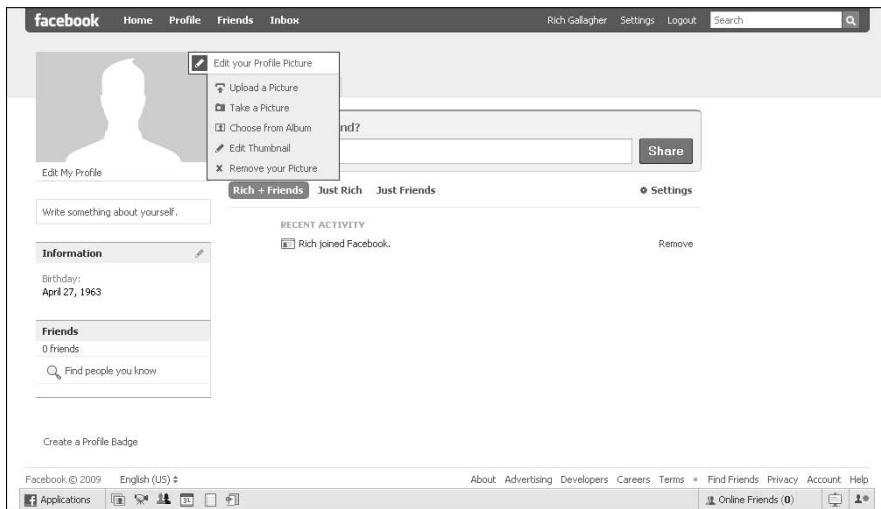 facebook Home Profile Friends Inbox Rich Gallagher Settings Logout Search
Edit your Profile Picture
Upload a Picture
Take a Picture
Choose from Album
Edit Thumbnail
Remove your Picture
nd?
Share
Edit My Profile
Rich + Friends Just Rich Just Friends Settings
Write something about yourself.
RECENT ACTIVITY
Rich joined Facebook. Remove
Information
Birthday:
April 27, 1963
Friends
0 friends
Find people you know
Create a Profile Badge
Facebook © 2009 English (US) About Advertising Developers Careers Terms Find Friends Privacy Account Help
Applications 31 Online Friends (0)